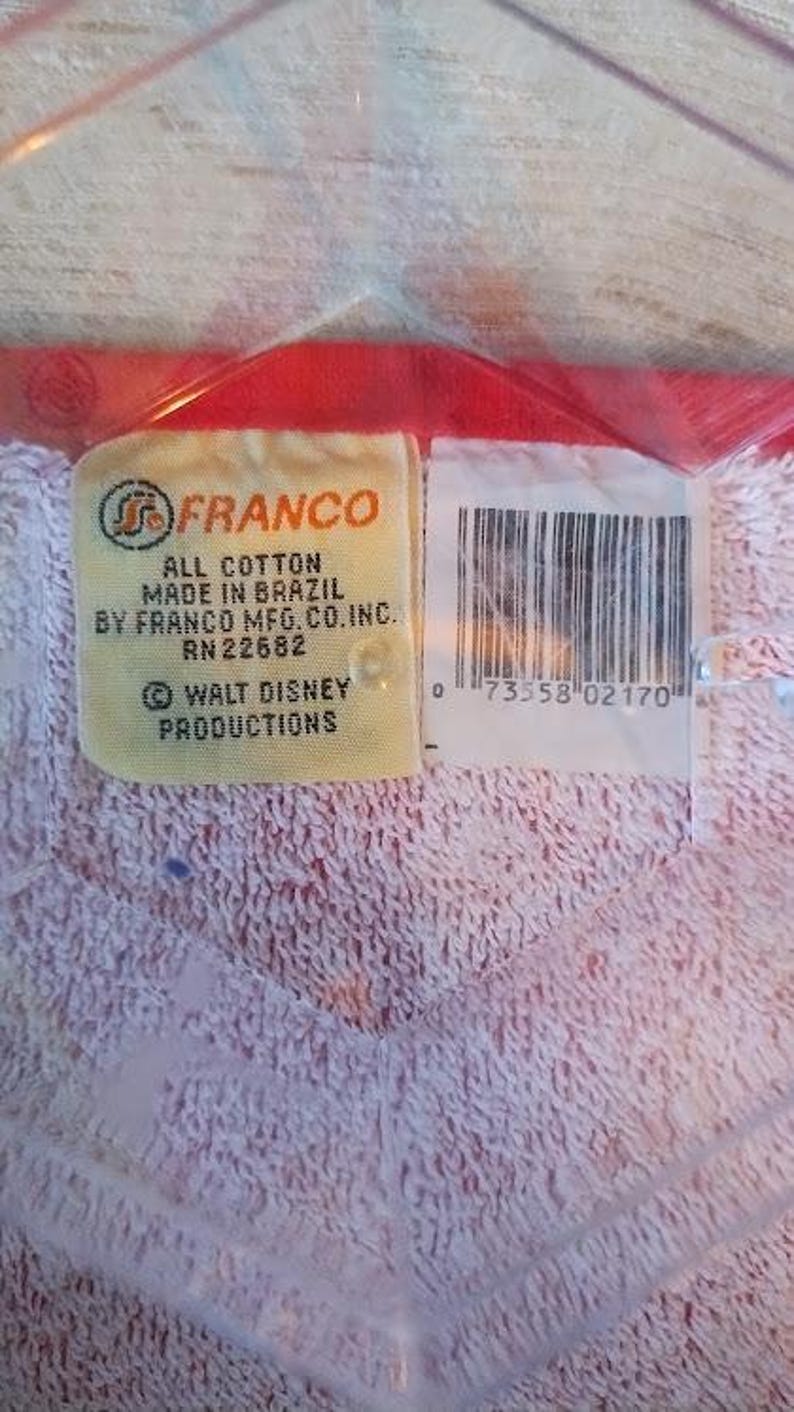 FRANCO
ALL COTTON
MADE IN BRAZIL
BY FRANCO MFG. CO. INC.
RN 22682
© WALT DISNEY
PRODUCTIONS
0 73558 02170